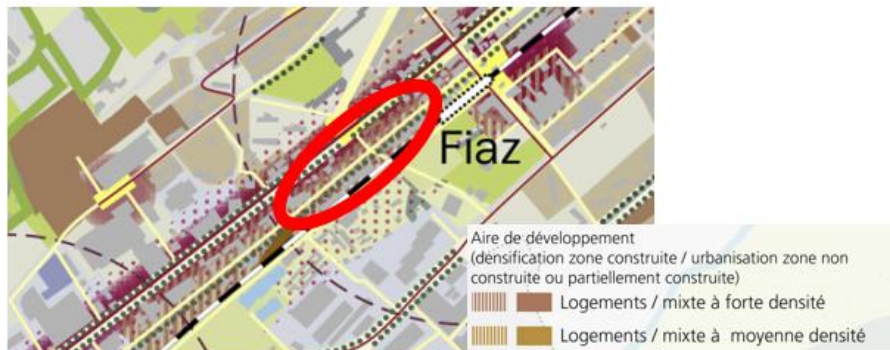 Fiaz
Aire de développement
(densification zone construite / urbanisation zone non
construite ou partiellement construite)
Logements / mixte à forte densité
Logements / mixte à moyenne densité